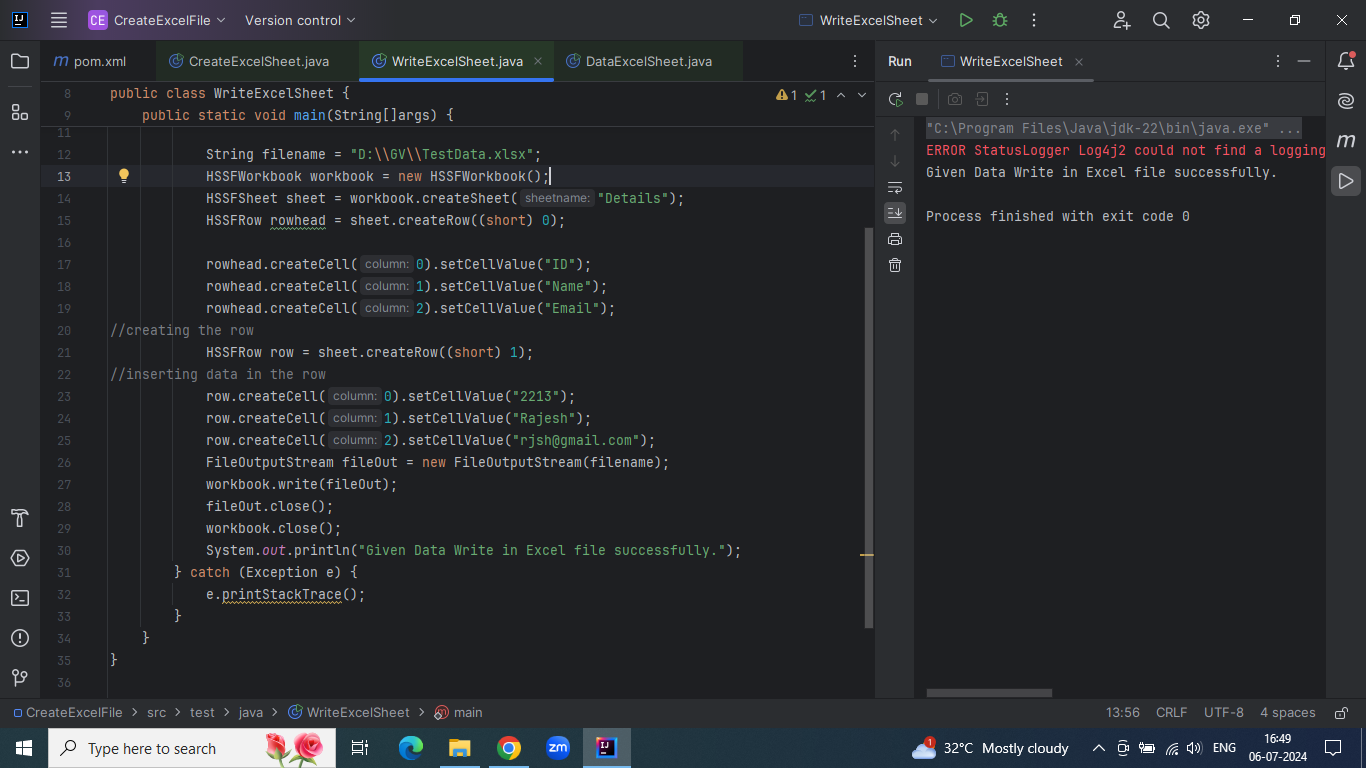 CE CreateExcelFile Version control WriteExcelSheet
m pom.xml CreateExcelSheet.java WriteExcelSheet.java DataExcelSheet.java Run WriteExcelSheet
8 public class WriteExcelSheet { 1 1
9 public static void main(String[]args) {
11
12 String filename = "D:\\GV\\TestData.xlsx";
13 HSSFWorkbook workbook = new HSSFWorkbook();
14 HSSFSheet sheet = workbook.createSheet( sheetname: "Details");
15 HSSFRow rowhead = sheet.createRow((short) 0);
16
17 rowhead.createCell( column: 0).setCellValue("ID");
18 rowhead.createCell( column: 1).setCellValue("Name");
19 rowhead.createCell( column: 2).setCellValue("Email");
20 //creating the row
21 HSSFRow row = sheet.createRow((short) 1);
22 //inserting data in the row
23 row.createCell( column: 0).setCellValue("2213");
24 row.createCell( column: 1).setCellValue("Rajesh");
25 row.createCell( column: 2).setCellValue("rjsh@gmail.com");
26 FileOutputStream fileOut = new FileOutputStream(filename);
27 workbook.write(fileOut);
28 fileOut.close();
29 workbook.close();
30 System.out.println("Given Data Write in Excel file successfully.");
31 } catch (Exception e) {
32 e.printStackTrace();
33 }
34 }
35 }
36
"C:\Program Files\Java\jdk-22\bin\java.exe" ...
ERROR StatusLogger Log4j2 could not find a logging
Given Data Write in Excel file successfully.
Process finished with exit code 0
CreateExcelFile > src > test > java > WriteExcelSheet > main 13:56 CRLF UTF-8 4 spaces
Type here to search zm IJ 1 32°C Mostly cloudy ENG 16:49
06-07-2024